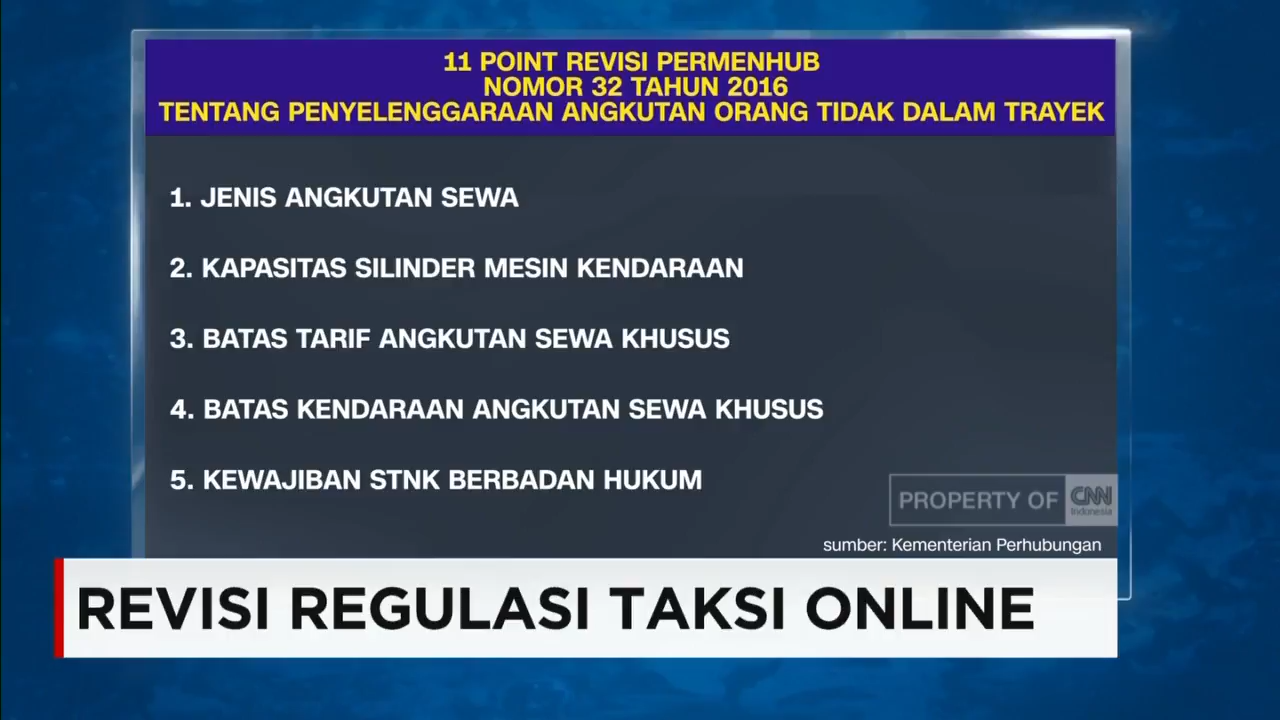 11 POINT REVISI PERMENHUB
NOMOR 32 TAHUN 2016
TENTANG PENYELENGGARAAN ANGKUTAN ORANG TIDAK DALAM TRAYEK
1. JENIS ANGKUTAN SEWA
2. KAPASITAS SILINDER MESIN KENDARAAN
3. BATAS TARIF ANGKUTAN SEWA KHUSUS
4. BATAS KENDARAAN ANGKUTAN SEWA KHUSUS
5. KEWAJIBAN STNK BERBADAN HUKUM
PROPERTY OF CNN Indonesia
sumber: Kementerian Perhubungan
REVISI REGULASI TAKSI ONLINE